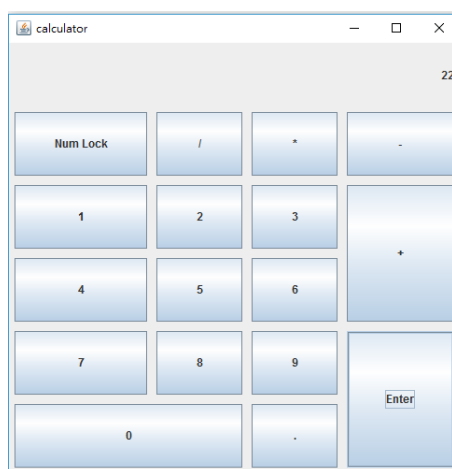 calculator
22
Num Lock / * -
1 2 3 +
4 5 6
7 8 9 Enter
0 .